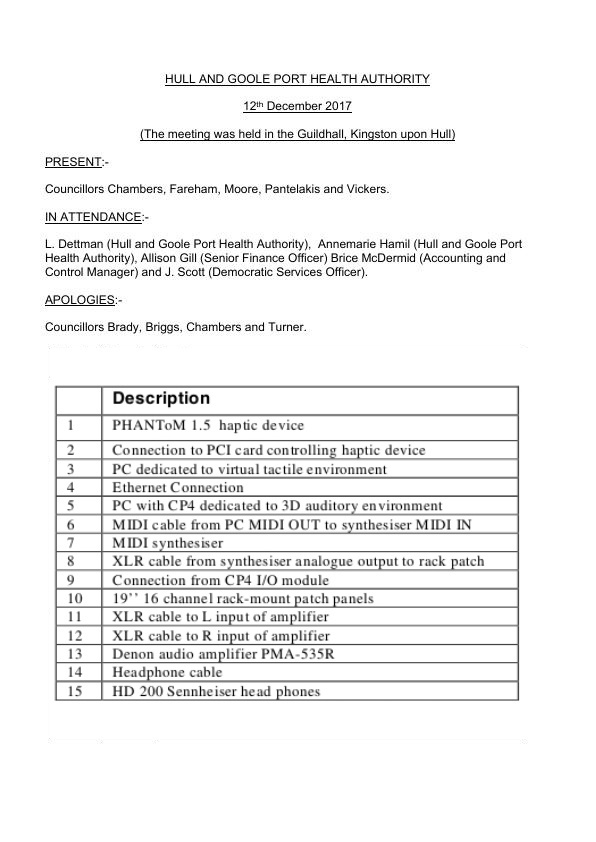 HULL AND GOOLE PORT HEALTH AUTHORITY
12th December 2017
(The meeting was held in the Guildhall, Kingston upon Hull)
PRESENT:-
Councillors Chambers, Fareham, Moore, Pantelakis and Vickers.
IN ATTENDANCE:-
L. Dettman (Hull and Goole Port Health Authority),  Annemarie Hamil (Hull and Goole Port
Health Authority), Allison Gill (Senior Finance Officer) Brice McDermid (Accounting and
Control Manager) and J. Scott (Democratic Services Officer).
APOLOGIES:-
Councillors Brady, Briggs, Chambers and Turner.
Description
1 PHANToM 1.5 haptic device
2 Connection to PCI card controlling haptic device
3 PC dedicated to virtual tactile environment
4 Ethernet Connection
5 PC with CP4 dedicated to 3D auditory environment
6 MIDI cable from PC MIDI OUT to synthesiser MIDI IN
7 MIDI synthesiser
8 XLR cable from synthesiser analogue output to rack patch
9 Connection from CP4 I/O module
10 19’’ 16 channel rack-mount patch panels
11 XLR cable to L input of amplifier
12 XLR cable to R input of amplifier
13 Denon audio amplifier PMA-535R
14 Headphone cable
15 HD 200 Sennheiser head phones